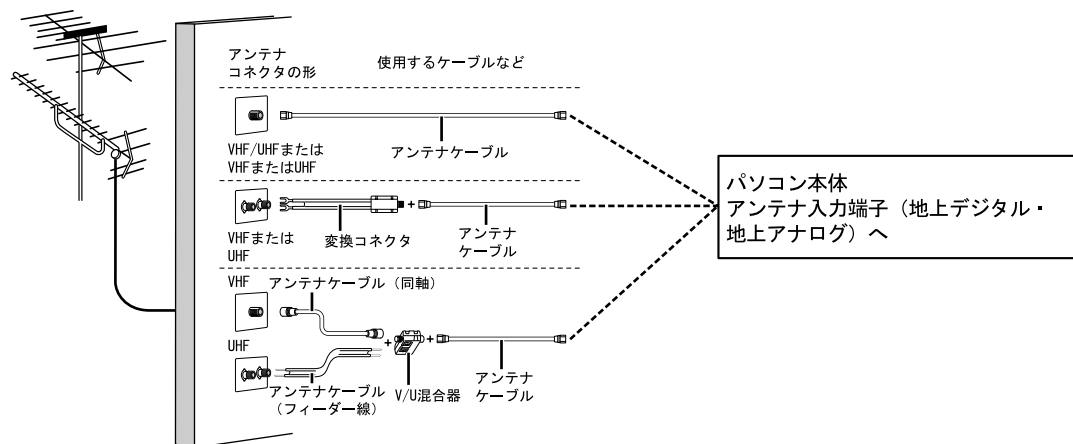 アンテナ
コネクタの形
使用するケーブルなど
VHF/UHFまたは
VHFまたはUHF
アンテナケーブル
VHFまたは
UHF
変換コネクタ
+
アンテナ
ケーブル
VHF
アンテナケーブル（同軸）
UHF
アンテナケーブル
（フィーダー線）
+
V/U混合器
+
アンテナ
ケーブル
パソコン本体
アンテナ入力端子（地上デジタル・
地上アナログ）へ